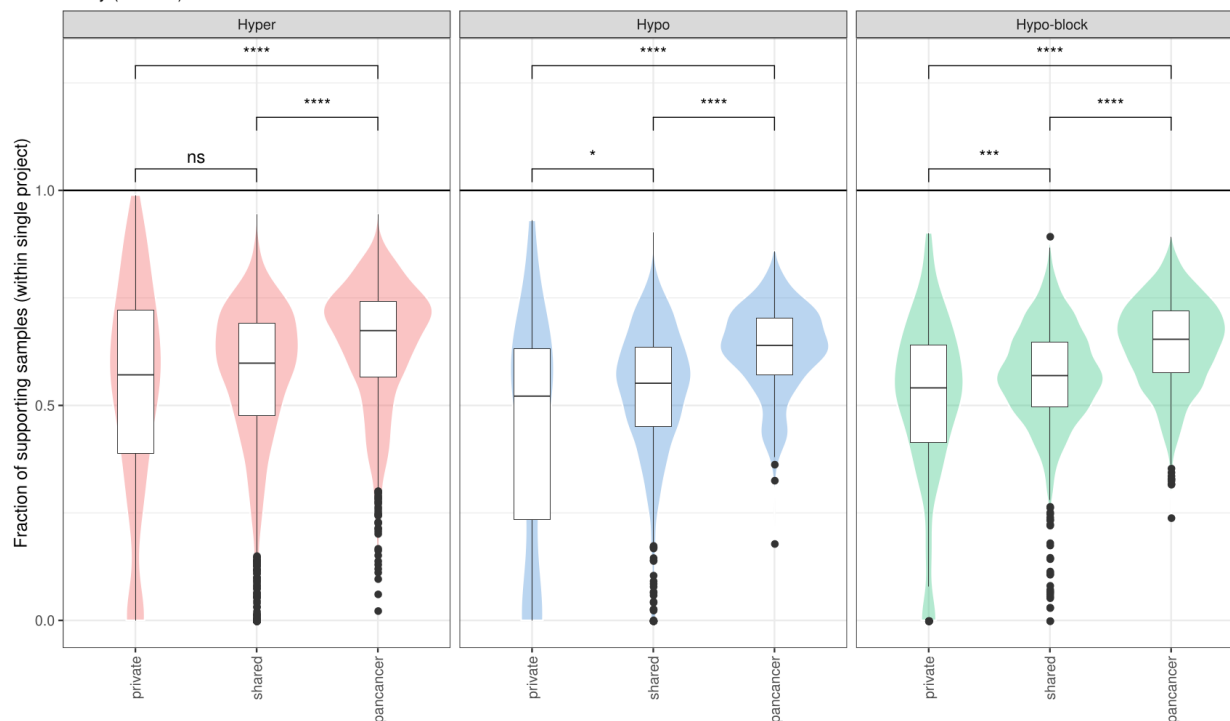 Hyper
Hypo
Hypo-block
****
****
****
****
****
****
ns
*
***
Fraction of supporting samples (within single project)
1.0
0.5
0.0
private
shared
pancancer
private
shared
pancancer
private
shared
pancancer